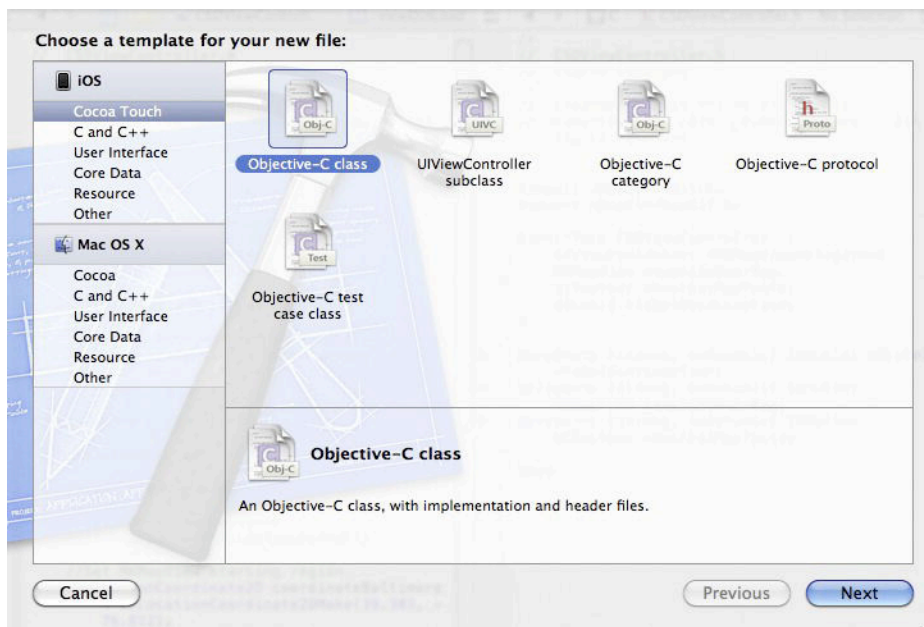 Choose a template for your new file:
iOS
Cocoa Touch
C and C++
User Interface
Core Data
Resource
Other
Mac OS X
Cocoa
C and C++
User Interface
Core Data
Resource
Other
Obj-C
Objective-C class
UIVC
UIViewController
subclass
Obj-C
Objective-C
category
h
Proto
Objective-C protocol
Test
Objective-C test
case class
Obj-C
Objective-C class
An Objective-C class, with implementation and header files.
Cancel
Previous
Next